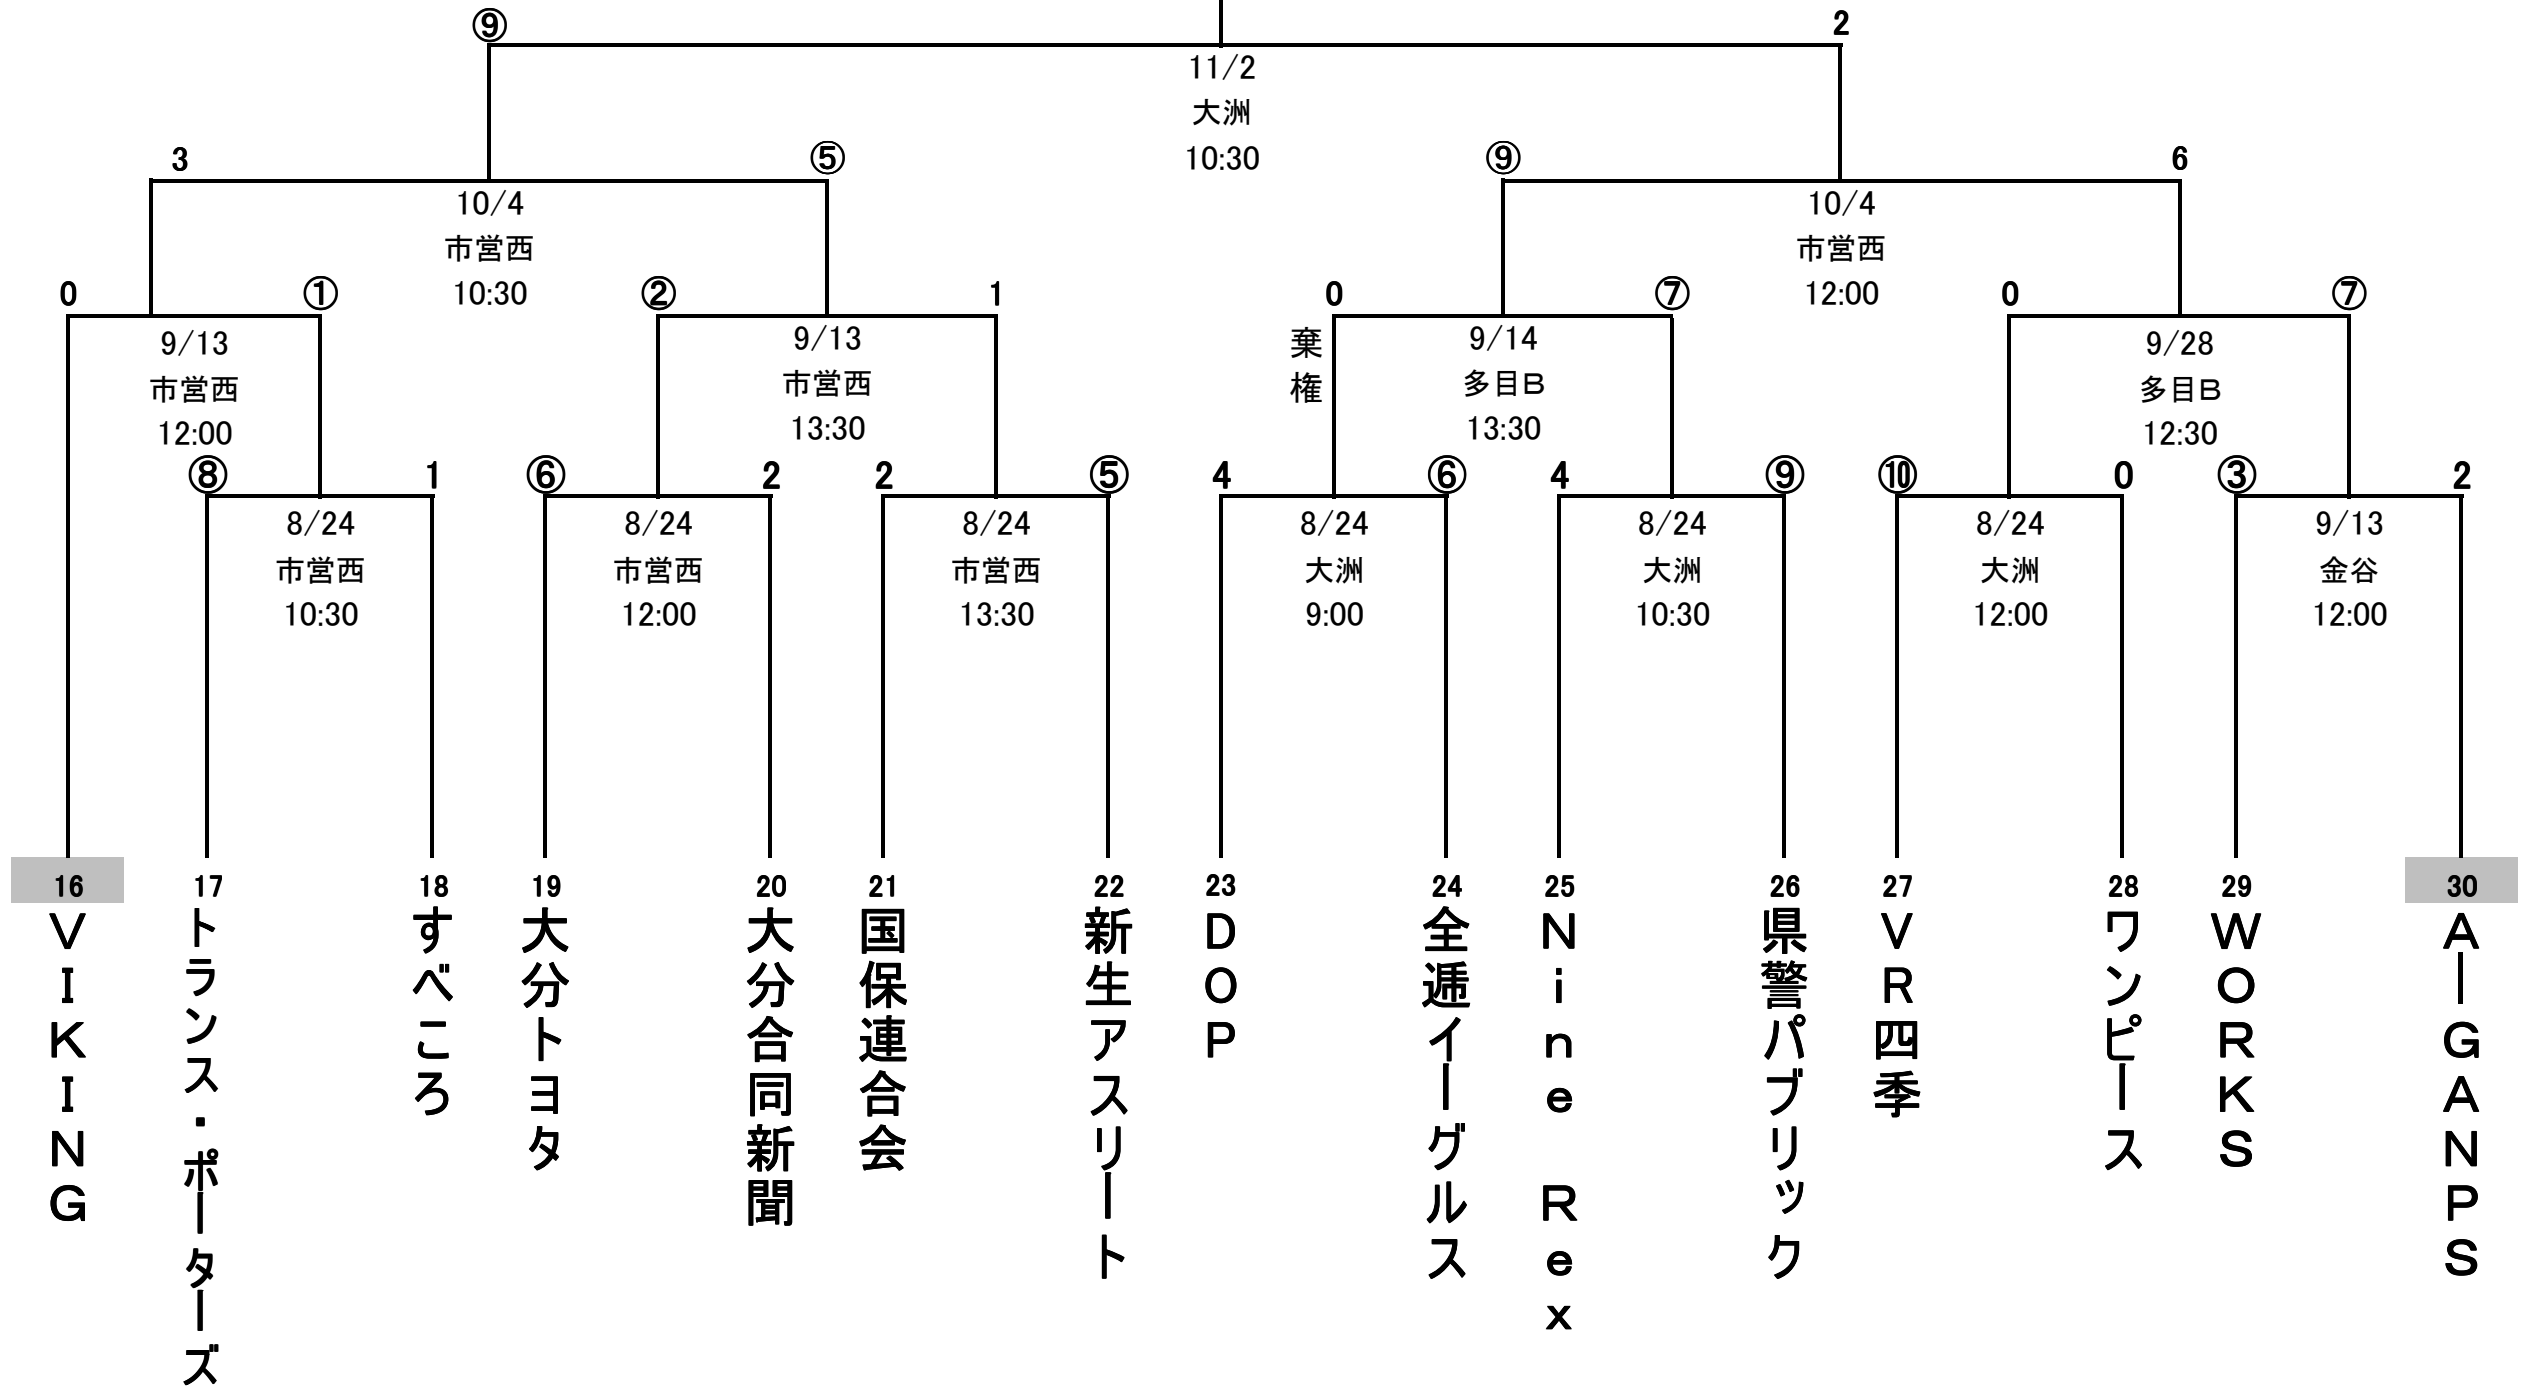 ⑨ 2
11/2
大洲
10:30
3 ⑤ ⑨ 6
10/4
市営西
10:30
10/4
市営西
12:00
0 ① ② 1 0 ⑦ 0 ⑦
9/13
市営西
12:00
9/13
市営西
13:30
棄権
9/14
多目B
13:30
9/28
多目B
12:30
⑧ 1 ⑥ 2 2 ⑤ 4 ⑥ 4 ⑨ ⑩ 0 ③ 2
8/24
市営西
10:30
8/24
市営西
12:00
8/24
市営西
13:30
8/24
大洲
9:00
8/24
大洲
10:30
8/24
大洲
12:00
9/13
金谷
12:00
16
VIKING
17
トランス・ポーターズ
18
すべころ
19
大分トヨタ
20
大分合同新聞
21
国保連合会
22
新生アスリート
23
DOP
24
全逓イーグルス
25
Nine Rex
26
県警パブリック
27
VR四季
28
ワンピース
29
WORKS
30
A―GANPS